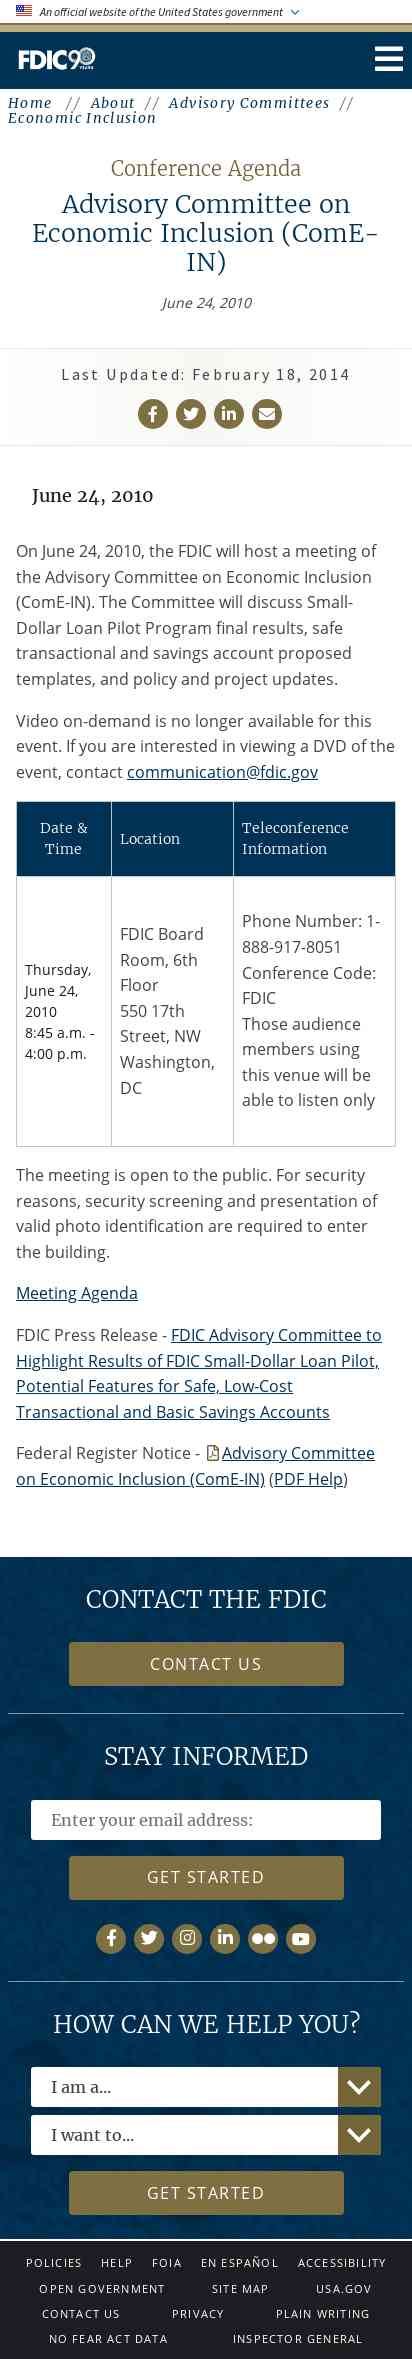 An official website of the United States government
FDIC 90 YEARS
Home // About // Advisory Committees //
Economic Inclusion
Conference Agenda
Advisory Committee on
Economic Inclusion (ComE-
IN)
June 24, 2010
Last Updated: February 18, 2014
June 24, 2010
On June 24, 2010, the FDIC will host a meeting of
the Advisory Committee on Economic Inclusion
(ComE-IN). The Committee will discuss Small-
Dollar Loan Pilot Program final results, safe
transactional and savings account proposed
templates, and policy and project updates.
Video on-demand is no longer available for this
event. If you are interested in viewing a DVD of the
event, contact communication@fdic.gov
Date &
Time
Location
Teleconference
Information
Thursday,
June 24,
2010
8:45 a.m. -
4:00 p.m.
FDIC Board
Room, 6th
Floor
550 17th
Street, NW
Washington,
DC
Phone Number: 1-
888-917-8051
Conference Code:
FDIC
Those audience
members using
this venue will be
able to listen only
The meeting is open to the public. For security
reasons, security screening and presentation of
valid photo identification are required to enter
the building.
Meeting Agenda
FDIC Press Release - FDIC Advisory Committee to
Highlight Results of FDIC Small-Dollar Loan Pilot,
Potential Features for Safe, Low-Cost
Transactional and Basic Savings Accounts
Federal Register Notice - Advisory Committee
on Economic Inclusion (ComE-IN) (PDF Help)
CONTACT THE FDIC
CONTACT US
STAY INFORMED
Enter your email address:
GET STARTED
HOW CAN WE HELP YOU?
I am a...
I want to...
GET STARTED
POLICIES HELP FOIA EN ESPAÑOL ACCESSIBILITY
OPEN GOVERNMENT SITE MAP USA.GOV
CONTACT US PRIVACY PLAIN WRITING
NO FEAR ACT DATA INSPECTOR GENERAL